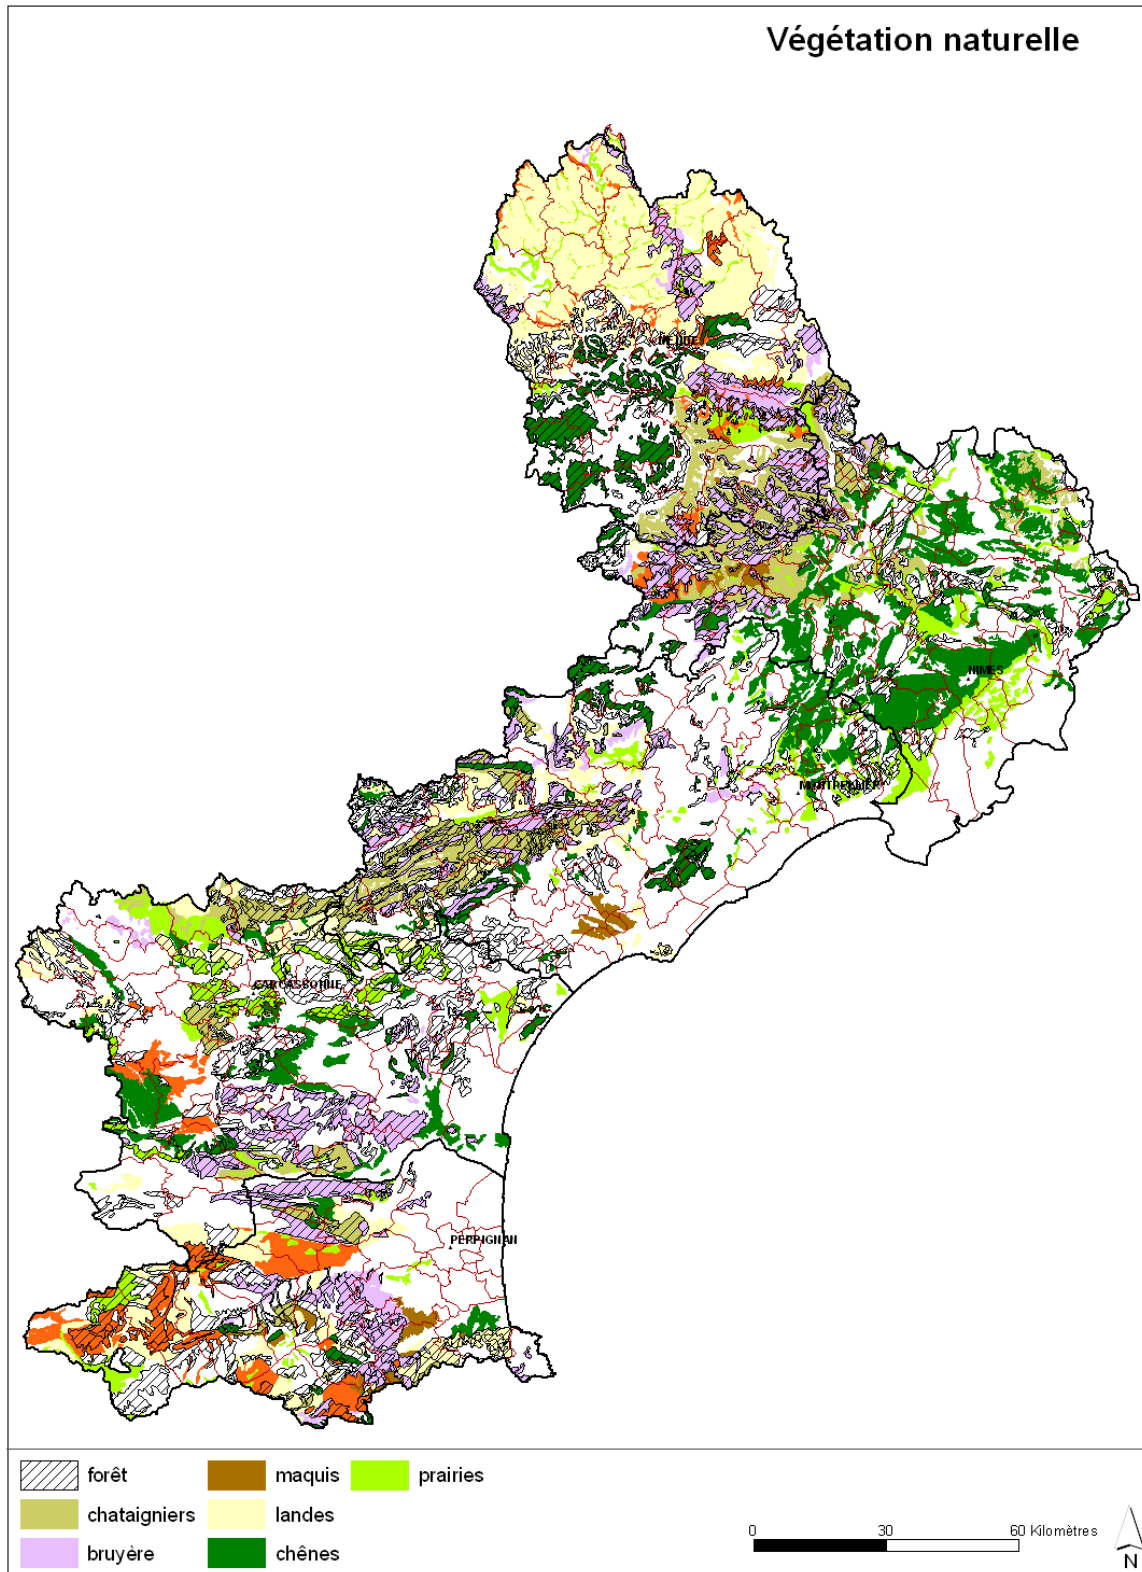 Végétation naturelle
MENDE
NIMES
MONTPELLIER
CARCASSONNE
PERPIGNAN
forêt
maquis
prairies
chataigniers
landes
bruyère
chênes
0
30
60 Kilomètres
N